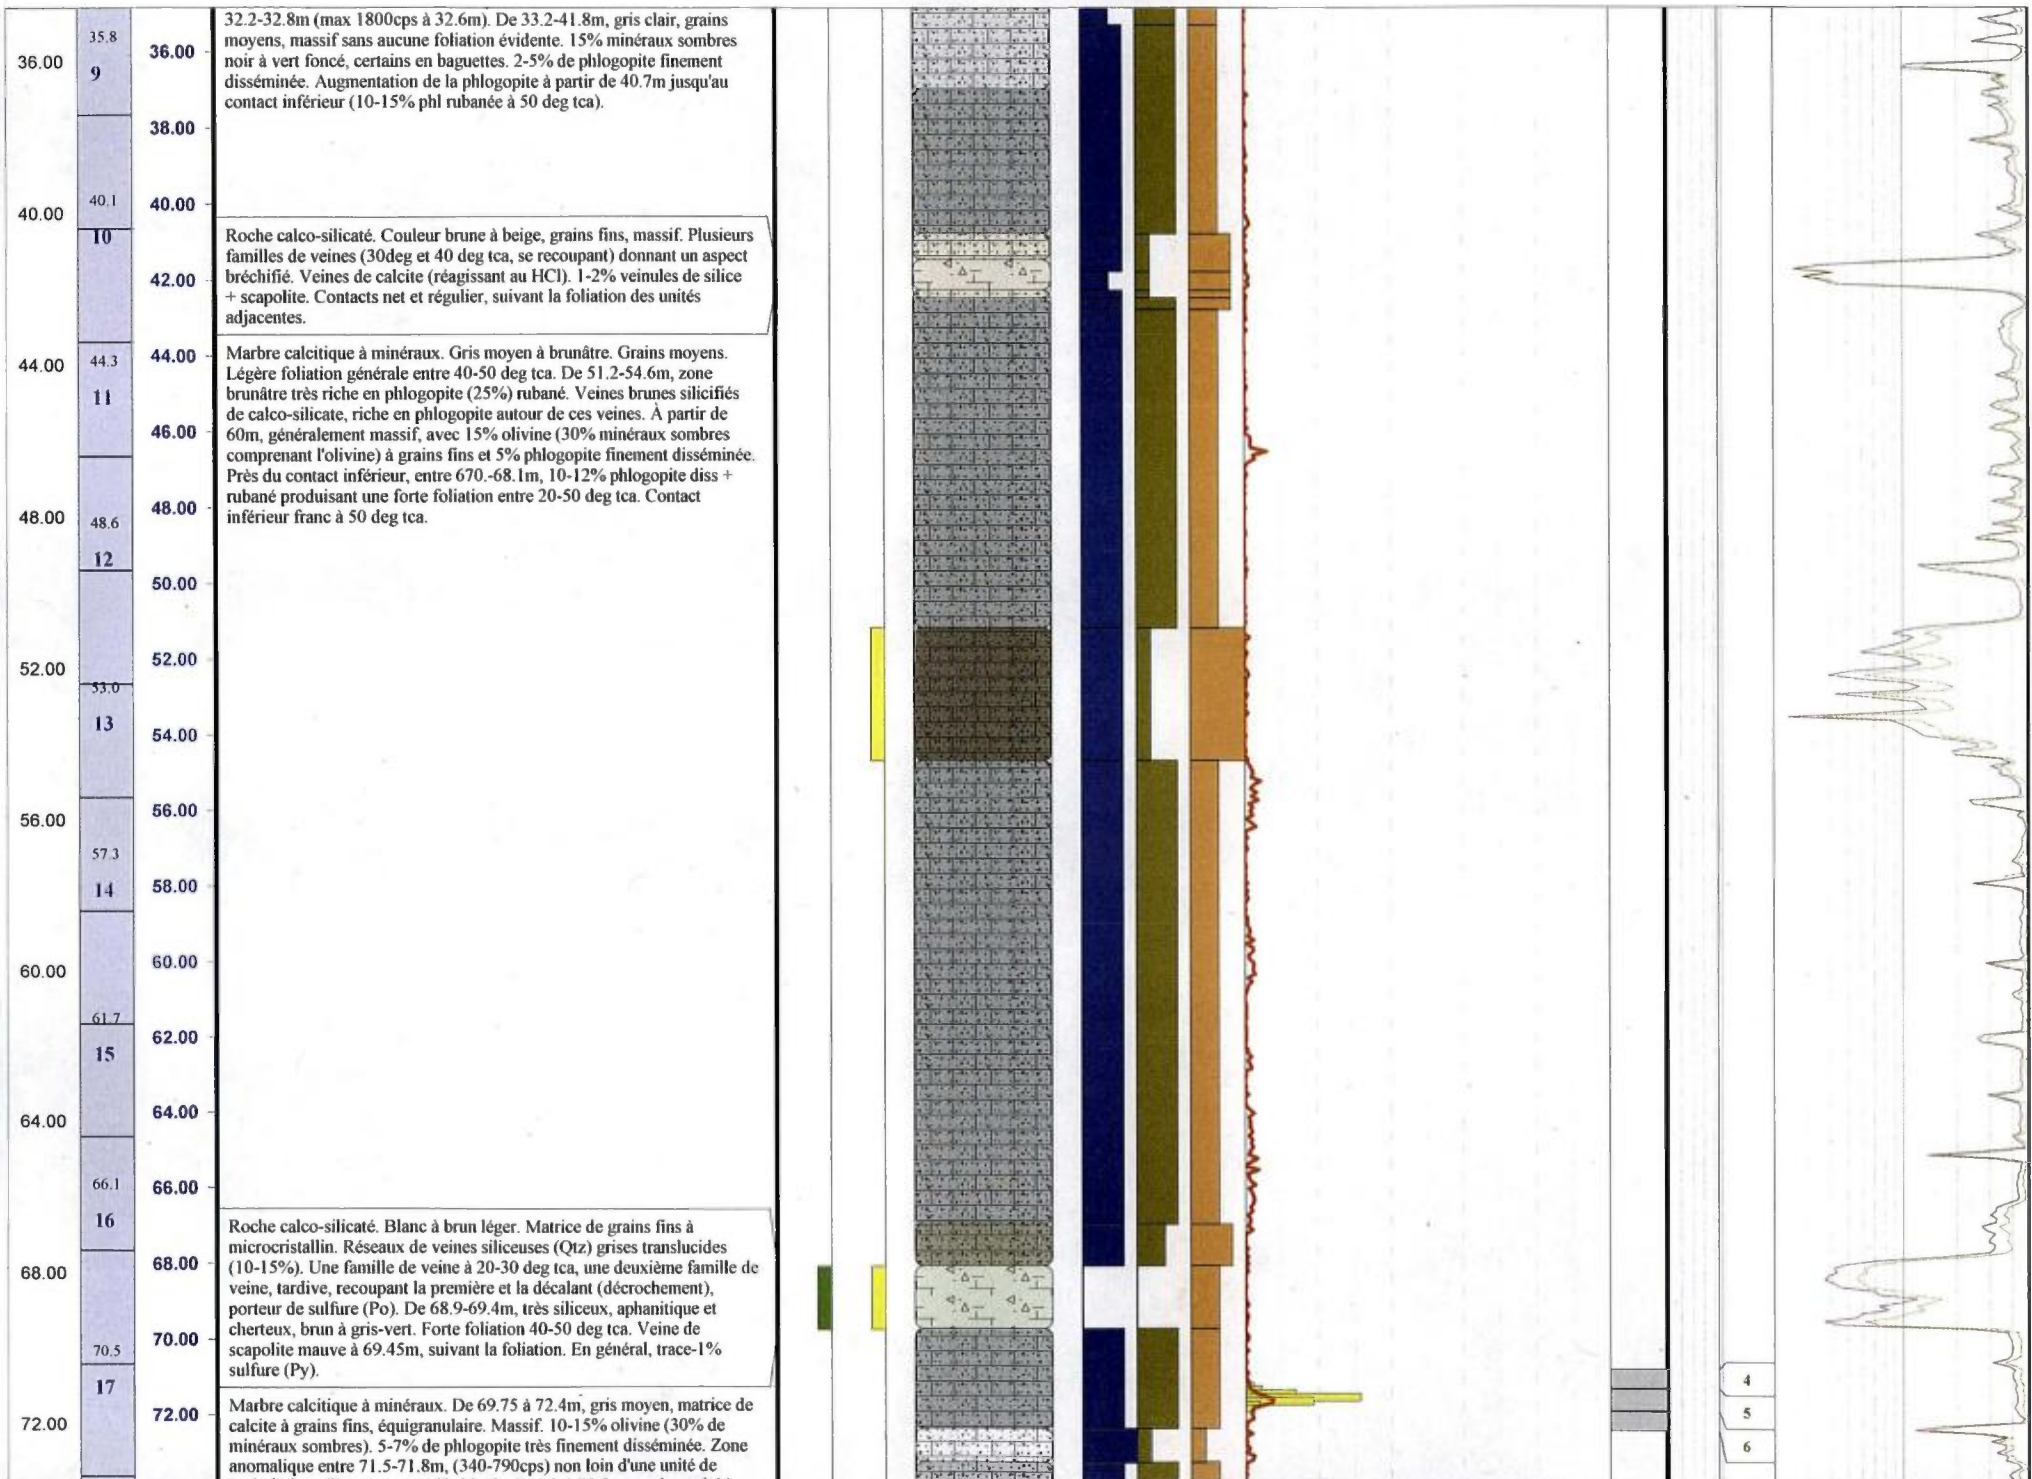 32.2-32.8m (max 1800cps à 32.6m). De 33.2-41.8m, gris clair, grains
moyens, massif sans aucune foliation évidente. 15% minéraux sombres
noir à vert foncé, certains en baguettes. 2-5% de phlogopite finement
disséminée. Augmentation de la phlogopite à partir de 40.7m jusqu'au
contact inférieur (10-15% phl rubanée à 50 deg tca).
Roche calco-silicaté. Couleur brune à beige, grains fins, massif. Plusieurs
familles de veines (30deg et 40 deg tca, se recoupant) donnant un aspect
bréchifié. Veines de calcite (réagissant au HCl). 1-2% veinules de silice
+ scapolite. Contacts net et régulier, suivant la foliation des unités
adjacentes.
Marbre calcitique à minéraux. Gris moyen à brunâtre. Grains moyens.
Légère foliation générale entre 40-50 deg tca. De 51.2-54.6m, zone
brunâtre très riche en phlogopite (25%) rubané. Veines brunes silicifiés
de calco-silicate, riche en phlogopite autour de ces veines. À partir de
60m, généralement massif, avec 15% olivine (30% minéraux sombres
comprenant l'olivine) à grains fins et 5% phlogopite finement disséminée.
Près du contact inférieur, entre 670.-68.1m, 10-12% phlogopite diss +
rubané produisant une forte foliation entre 20-50 deg tca. Contact
inférieur franc à 50 deg tca.
Roche calco-silicaté. Blanc à brun léger. Matrice de grains fins à
microcristallin. Réseaux de veines siliceuses (Qtz) grises translucides
(10-15%). Une famille de veine à 20-30 deg tca, une deuxième famille de
veine, tardive, recoupant la première et la décalant (décrochement),
porteur de sulfure (Po). De 68.9-69.4m, très siliceux, aphanitique et
cherteux, brun à gris-vert. Forte foliation 40-50 deg tca. Veine de
scapolite mauve à 69.45m, suivant la foliation. En général, trace-1%
sulfure (Py).
Marbre calcitique à minéraux. De 69.75 à 72.4m, gris moyen, matrice de
calcite à grains fins, équigranulaire. Massif. 10-15% olivine (30% de
minéraux sombres). 5-7% de phlogopite très finement disséminée. Zone
anomalique entre 71.5-71.8m, (340-790cps) non loin d'une unité de
36.00
40.00
44.00
48.00
52.00
56.00
60.00
64.00
68.00
72.00
35.8
9
40.1
10
44.3
11
48.6
12
53.0
13
57.3
14
61.7
15
66.1
16
70.5
17
36.00
38.00
40.00
42.00
44.00
46.00
48.00
50.00
52.00
54.00
56.00
58.00
60.00
62.00
64.00
66.00
68.00
70.00
72.00
4
5
6